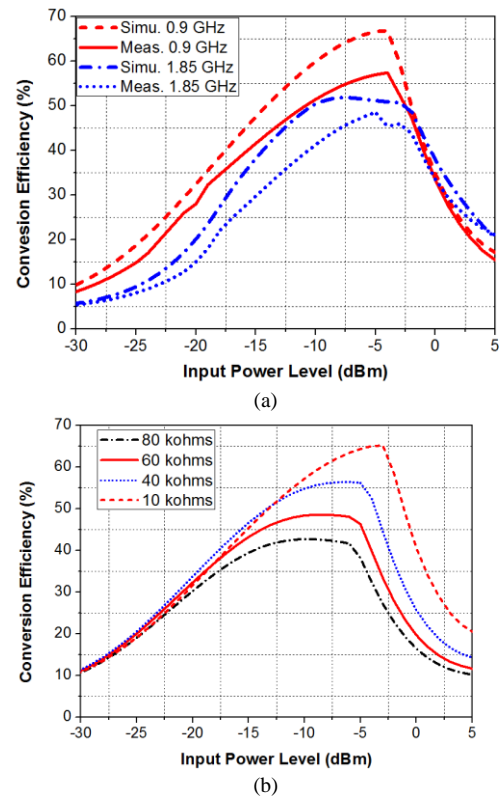 70
60
50
40
30
20
10
0
Convesion Efficiency (%)
Simu. 0.9 GHz
Meas. 0.9 GHz
Simu. 1.85 GHz
Meas. 1.85 GHz
-30 -25 -20 -15 -10 -5 0 5
Input Power Level (dBm)
(a)
70
60
50
40
30
20
10
0
Conversion Efficiency (%)
80 kohms
60 kohms
40 kohms
10 kohms
-30 -25 -20 -15 -10 -5 0 5
Input Power Level (dBm)
(b)